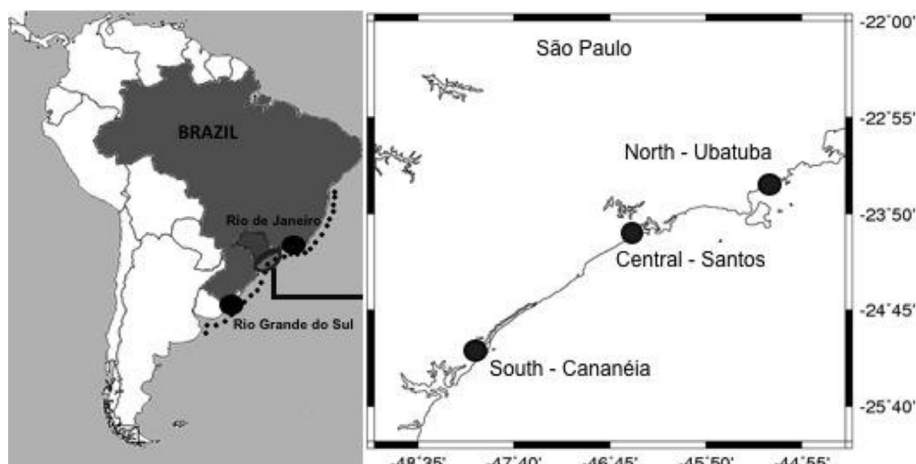 BRAZIL
Rio de Janeiro
Rio Grande do Sul
São Paulo
North - Ubatuba
Central - Santos
South - Cananéia
-22˚00'
-22˚55'
-23˚50'
-24˚45'
-25˚40'
-48˚35'
-47˚40'
-46˚45'
-45˚50'
-44˚55'